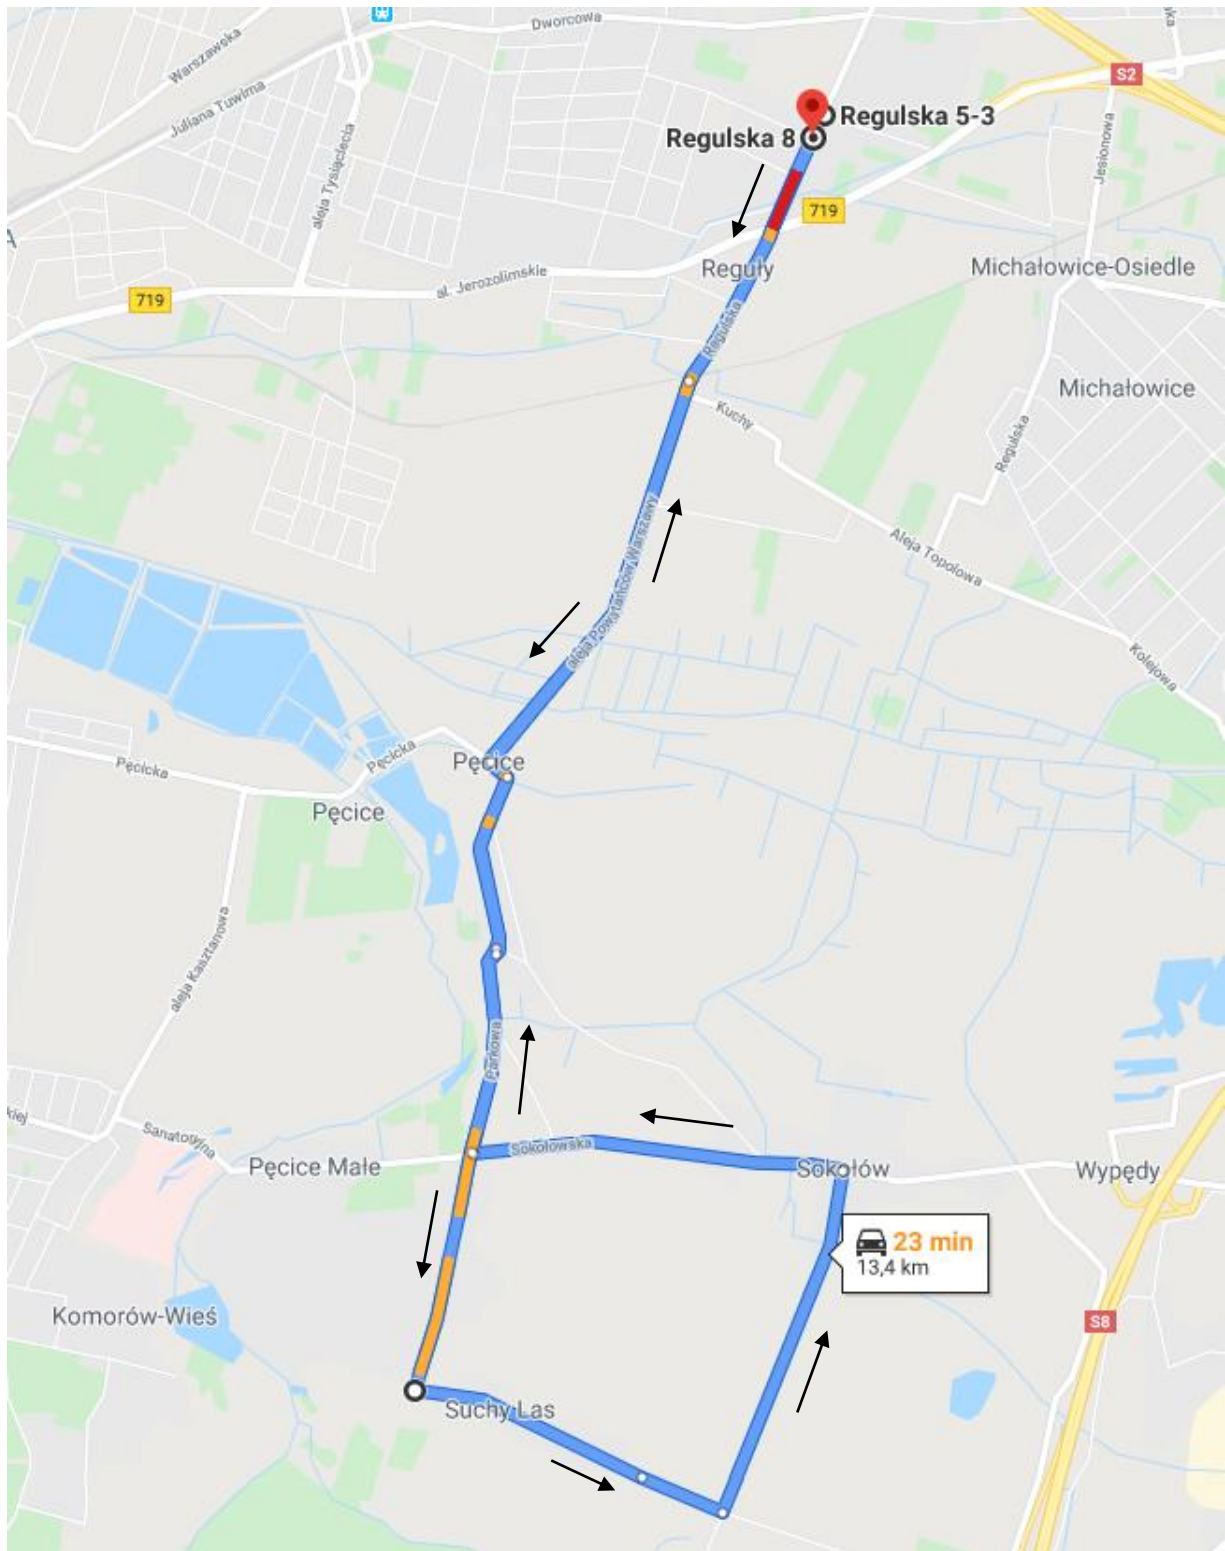 Dworcowa
Warszawska
S2
Juliana Tuwima
Regulska 5-3
Regulska 8
aleja Tysiąclecia
Jesionowa
719
Reguły
Michałowice-Osiedle
al. Jerozolimskie
719
Regulska
Michałowice
Kuchy
Regulska
aleja Powstańców Warszawy
Aleja Topolowa
Kolejowa
Pęcicka
Pęcice
Pęcicka
Pęcice
aleja Kasztanowa
Parkowa
kiej
Sanatoryjna
Sokołowska
Pęcice Małe
Sokołów
Wypędy
23 min
13,4 km
Komorów-Wieś
S8
Suchy Las